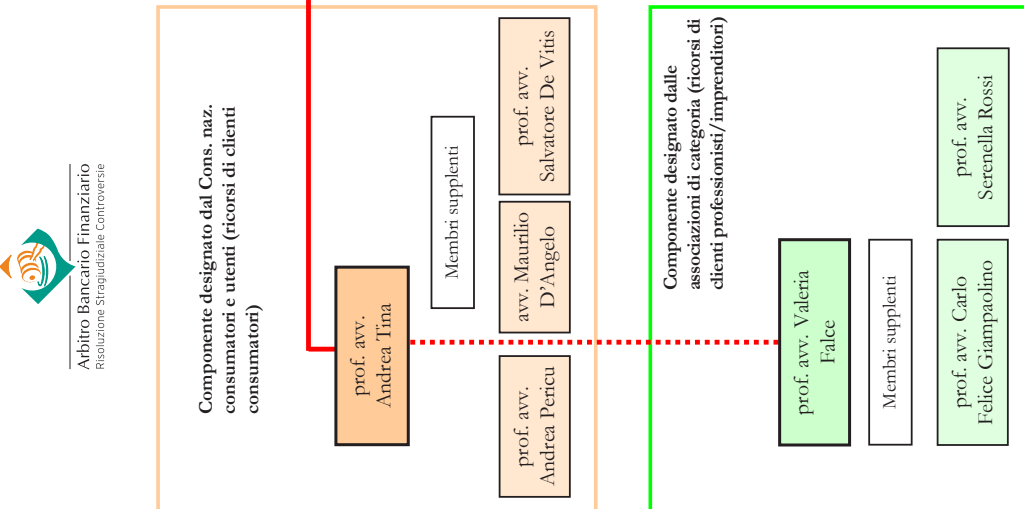 Arbitro Bancario Finanziario
Risoluzione Stragiudiziale Controversie
Componente designato dal Cons. naz.
consumatori e utenti (ricorsi di clienti
consumatori)
prof. avv.
Andrea Tina
Membri supplenti
prof. avv.
Andrea Pericu
avv. Maurilio
D'Angelo
prof. avv.
Salvatore De Vitis
Componente designato dalle
associazioni di categoria (ricorsi di
clienti professionisti/imprenditori)
prof. avv. Valeria
Falce
Membri supplenti
prof. avv. Carlo
Felice Giampaolino
prof. avv.
Serenella Rossi